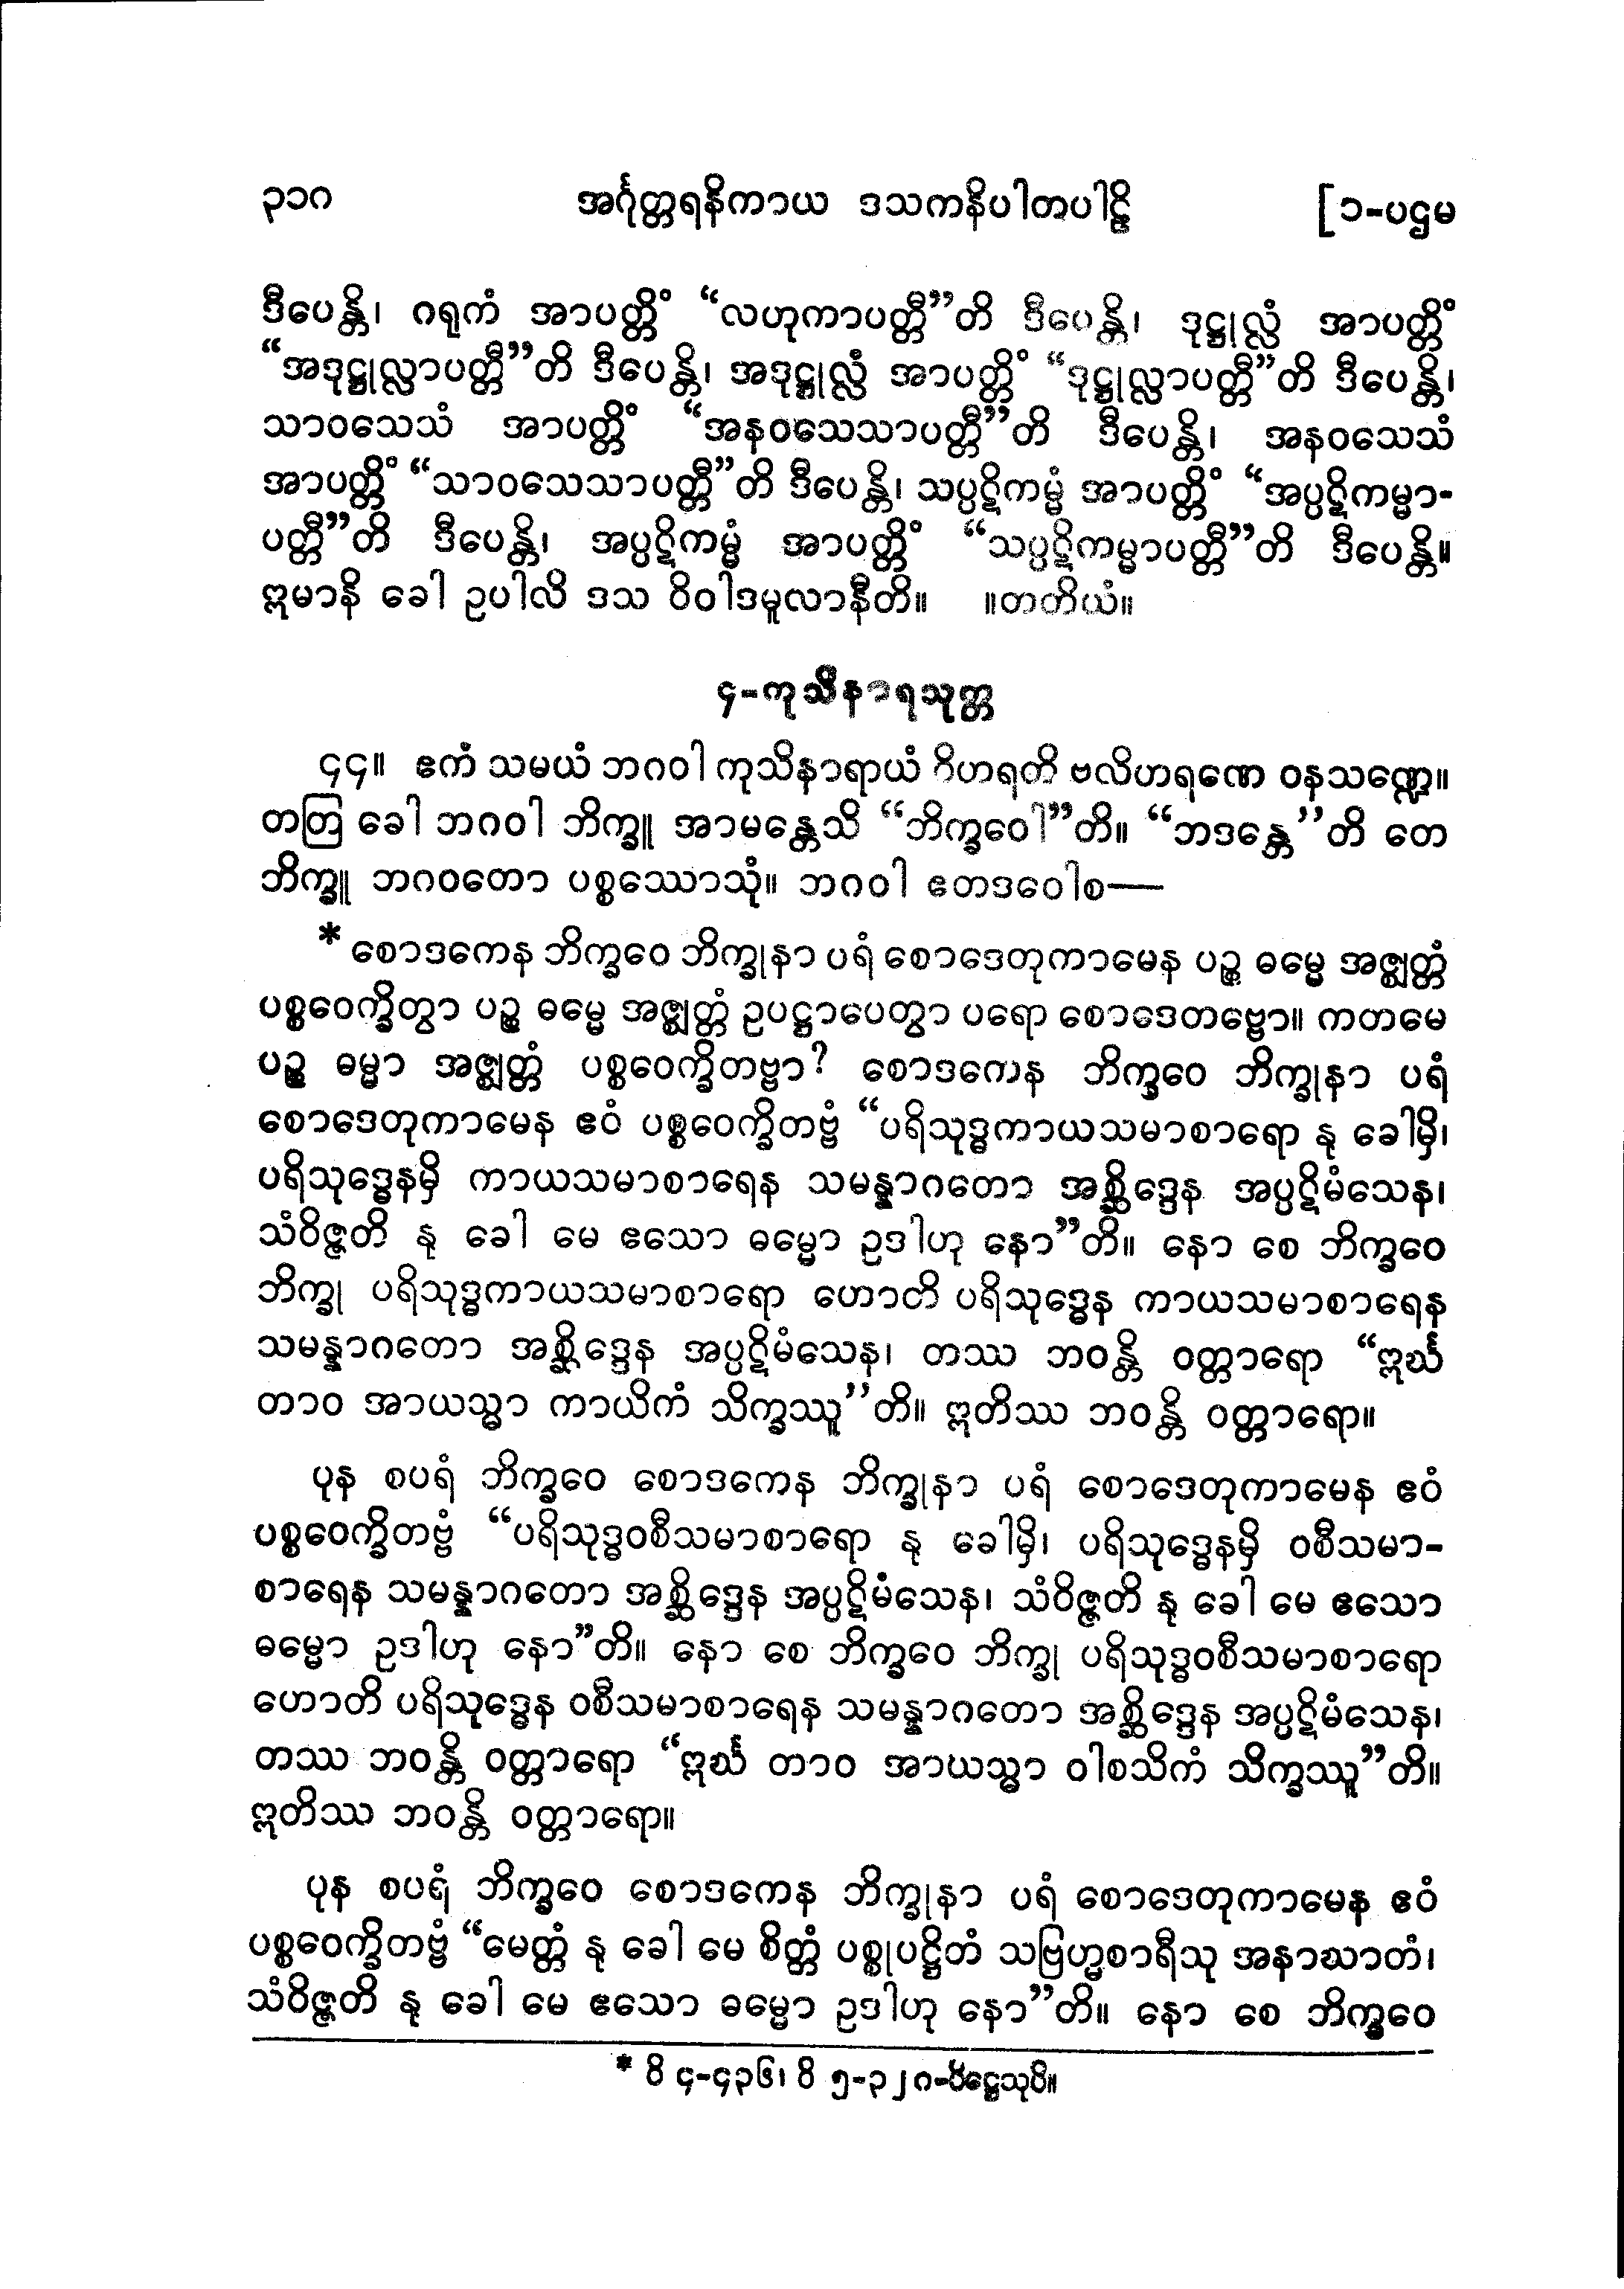 ၃၁၈ အင်္ဂုတ္တရနိကာယ ဒသကနိပါတပါဠိ [၁-ပဌမ
ဒီပေန္တိ၊ ဂရုကံ အာပတ္တိံ “လဟုကာပတ္တီ”တိ ဒီပေန္တိ၊ ဒုဋ္ဌုလ္လံ အာပတ္တိံ
“အဒုဋ္ဌုလ္လာပတ္တီ”တိ ဒီပေန္တိ၊ အဒုဋ္ဌုလ္လံ အာပတ္တိံ “ဒုဋ္ဌုလ္လာပတ္တီ”တိ ဒီပေန္တိ၊
သာဝသေသံ အာပတ္တိံ “အနဝသေသာပတ္တီ”တိ ဒီပေန္တိ၊ အနဝသေသံ
အာပတ္တိံ “သာဝသေသာပတ္တီ”တိ ဒီပေန္တိ၊ သပ္ပဋိကမ္မံ အာပတ္တိံ “အပ္ပဋိကမ္မာ-
ပတ္တီ”တိ ဒီပေန္တိ၊ အပ္ပဋိကမ္မံ အာပတ္တိံ “သပ္ပဋိကမ္မာပတ္တီ”တိ ဒီပေန္တိ။
ဣမာနိ ခေါ ဥပါလိ ဒသ ဝိဝါဒမူလာနီတိ။ ။တတိယံ။
၄-ကုသိနာရသုတ္တ
၄၄။ ဧကံ သမယံ ဘဂဝါ ကုသိနာရာယံ ဝိဟရတိ ဗလိဟရဏေ ဝနသဏ္ဍေ။
တတြ ခေါ ဘဂဝါ ဘိက္ခူ အာမန္တေသိ “ဘိက္ခဝေါ”တိ။ “ဘဒန္တေ”တိ တေ
ဘိက္ခူ ဘဂဝတော ပစ္စဿောသုံ။ ဘဂဝါ ဧတဒဝေါစ—
* စောဒကေန ဘိက္ခဝေ ဘိက္ခုနာ ပရံ စောဒေတုကာမေန ပဉ္စ ဓမ္မေ အဇ္ဈတ္တံ
ပစ္စဝေက္ခိတွာ ပဉ္စ ဓမ္မေ အဇ္ဈတ္တံ ဥပဋ္ဌာပေတွာ ပရော စောဒေတဗ္ဗော။ ကတမေ
ပဉ္စ ဓမ္မာ အဇ္ဈတ္တံ ပစ္စဝေက္ခိတဗ္ဗာ? စောဒကေန ဘိက္ခဝေ ဘိက္ခုနာ ပရံ
စောဒေတုကာမေန ဧဝံ ပစ္စဝေက္ခိတဗ္ဗံ “ပရိသုဒ္ဓကာယသမာစာရော နု ခေါမှိ၊
ပရိသုဒ္ဓေနမှိ ကာယသမာစာရေန သမန္နာဂတော အစ္ဆိဒ္ဒေန အပ္ပဋိမံသေန၊
သံဝိဇ္ဇတိ နု ခေါ မေ ဧသော ဓမ္မော ဥဒါဟု နော”တိ။ နော စေ ဘိက္ခဝေ
ဘိက္ခု ပရိသုဒ္ဓကာယသမာစာရော ဟောတိ ပရိသုဒ္ဓေန ကာယသမာစာရေန
သမန္နာဂတော အစ္ဆိဒ္ဒေန အပ္ပဋိမံသေန၊ တဿ ဘဝန္တိ ဝတ္တာရော “ဣင်္ဃ
တာဝ အာယသ္မာ ကာယိကံ သိက္ခဿူ”တိ။ ဣတိဿ ဘဝန္တိ ဝတ္တာရော။
ပုန စပရံ ဘိက္ခဝေ စောဒကေန ဘိက္ခုနာ ပရံ စောဒေတုကာမေန ဧဝံ
ပစ္စဝေက္ခိတဗ္ဗံ “ပရိသုဒ္ဓဝစီသမာစာရော နု ခေါမှိ၊ ပရိသုဒ္ဓေနမှိ ဝစီသမာ-
စာရေန သမန္နာဂတော အစ္ဆိဒ္ဒေန အပ္ပဋိမံသေန၊ သံဝိဇ္ဇတိ နု ခေါ မေ ဧသော
ဓမ္မော ဥဒါဟု နော”တိ။ နော စေ ဘိက္ခဝေ ဘိက္ခု ပရိသုဒ္ဓဝစီသမာစာရော
ဟောတိ ပရိသုဒ္ဓေန ဝစီသမာစာရေန သမန္နာဂတော အစ္ဆိဒ္ဒေန အပ္ပဋိမံသေန၊
တဿ ဘဝန္တိ ဝတ္တာရော “ဣင်္ဃ တာဝ အာယသ္မာ ဝါစသိကံ သိက္ခဿူ”တိ။
ဣတိဿ ဘဝန္တိ ဝတ္တာရော။
ပုန စပရံ ဘိက္ခဝေ စောဒကေန ဘိက္ခုနာ ပရံ စောဒေတုကာမေန ဧဝံ
ပစ္စဝေက္ခိတဗ္ဗံ “မေတ္တံ နု ခေါ မေ စိတ္တံ ပစ္စုပဋ္ဌိတံ သဗြဟ္မစာရီသု အနာဃာတံ၊
သံဝိဇ္ဇတိ နု ခေါ မေ ဧသော ဓမ္မော ဥဒါဟု နော”တိ။ နော စေ ဘိက္ခဝေ
* ဝိ ၄-၄၃၆၊ ဝိ ၅-၃၂၈-ပိဋ္ဌေသုပိ။